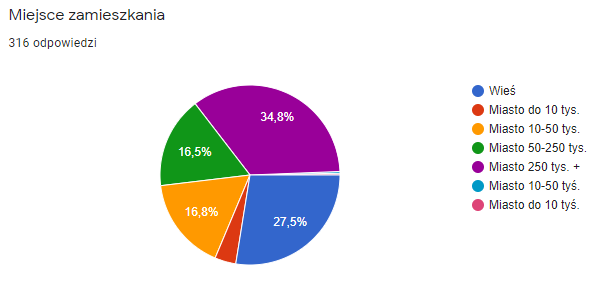 Miejsce zamieszkania
316 odpowiedzi
34,8%
16,5%
16,8%
27,5%
Wieś
Miasto do 10 tys.
Miasto 10-50 tys.
Miasto 50-250 tys.
Miasto 250 tys. +
Miasto 10-50 tyś.
Miasto do 10 tyś.